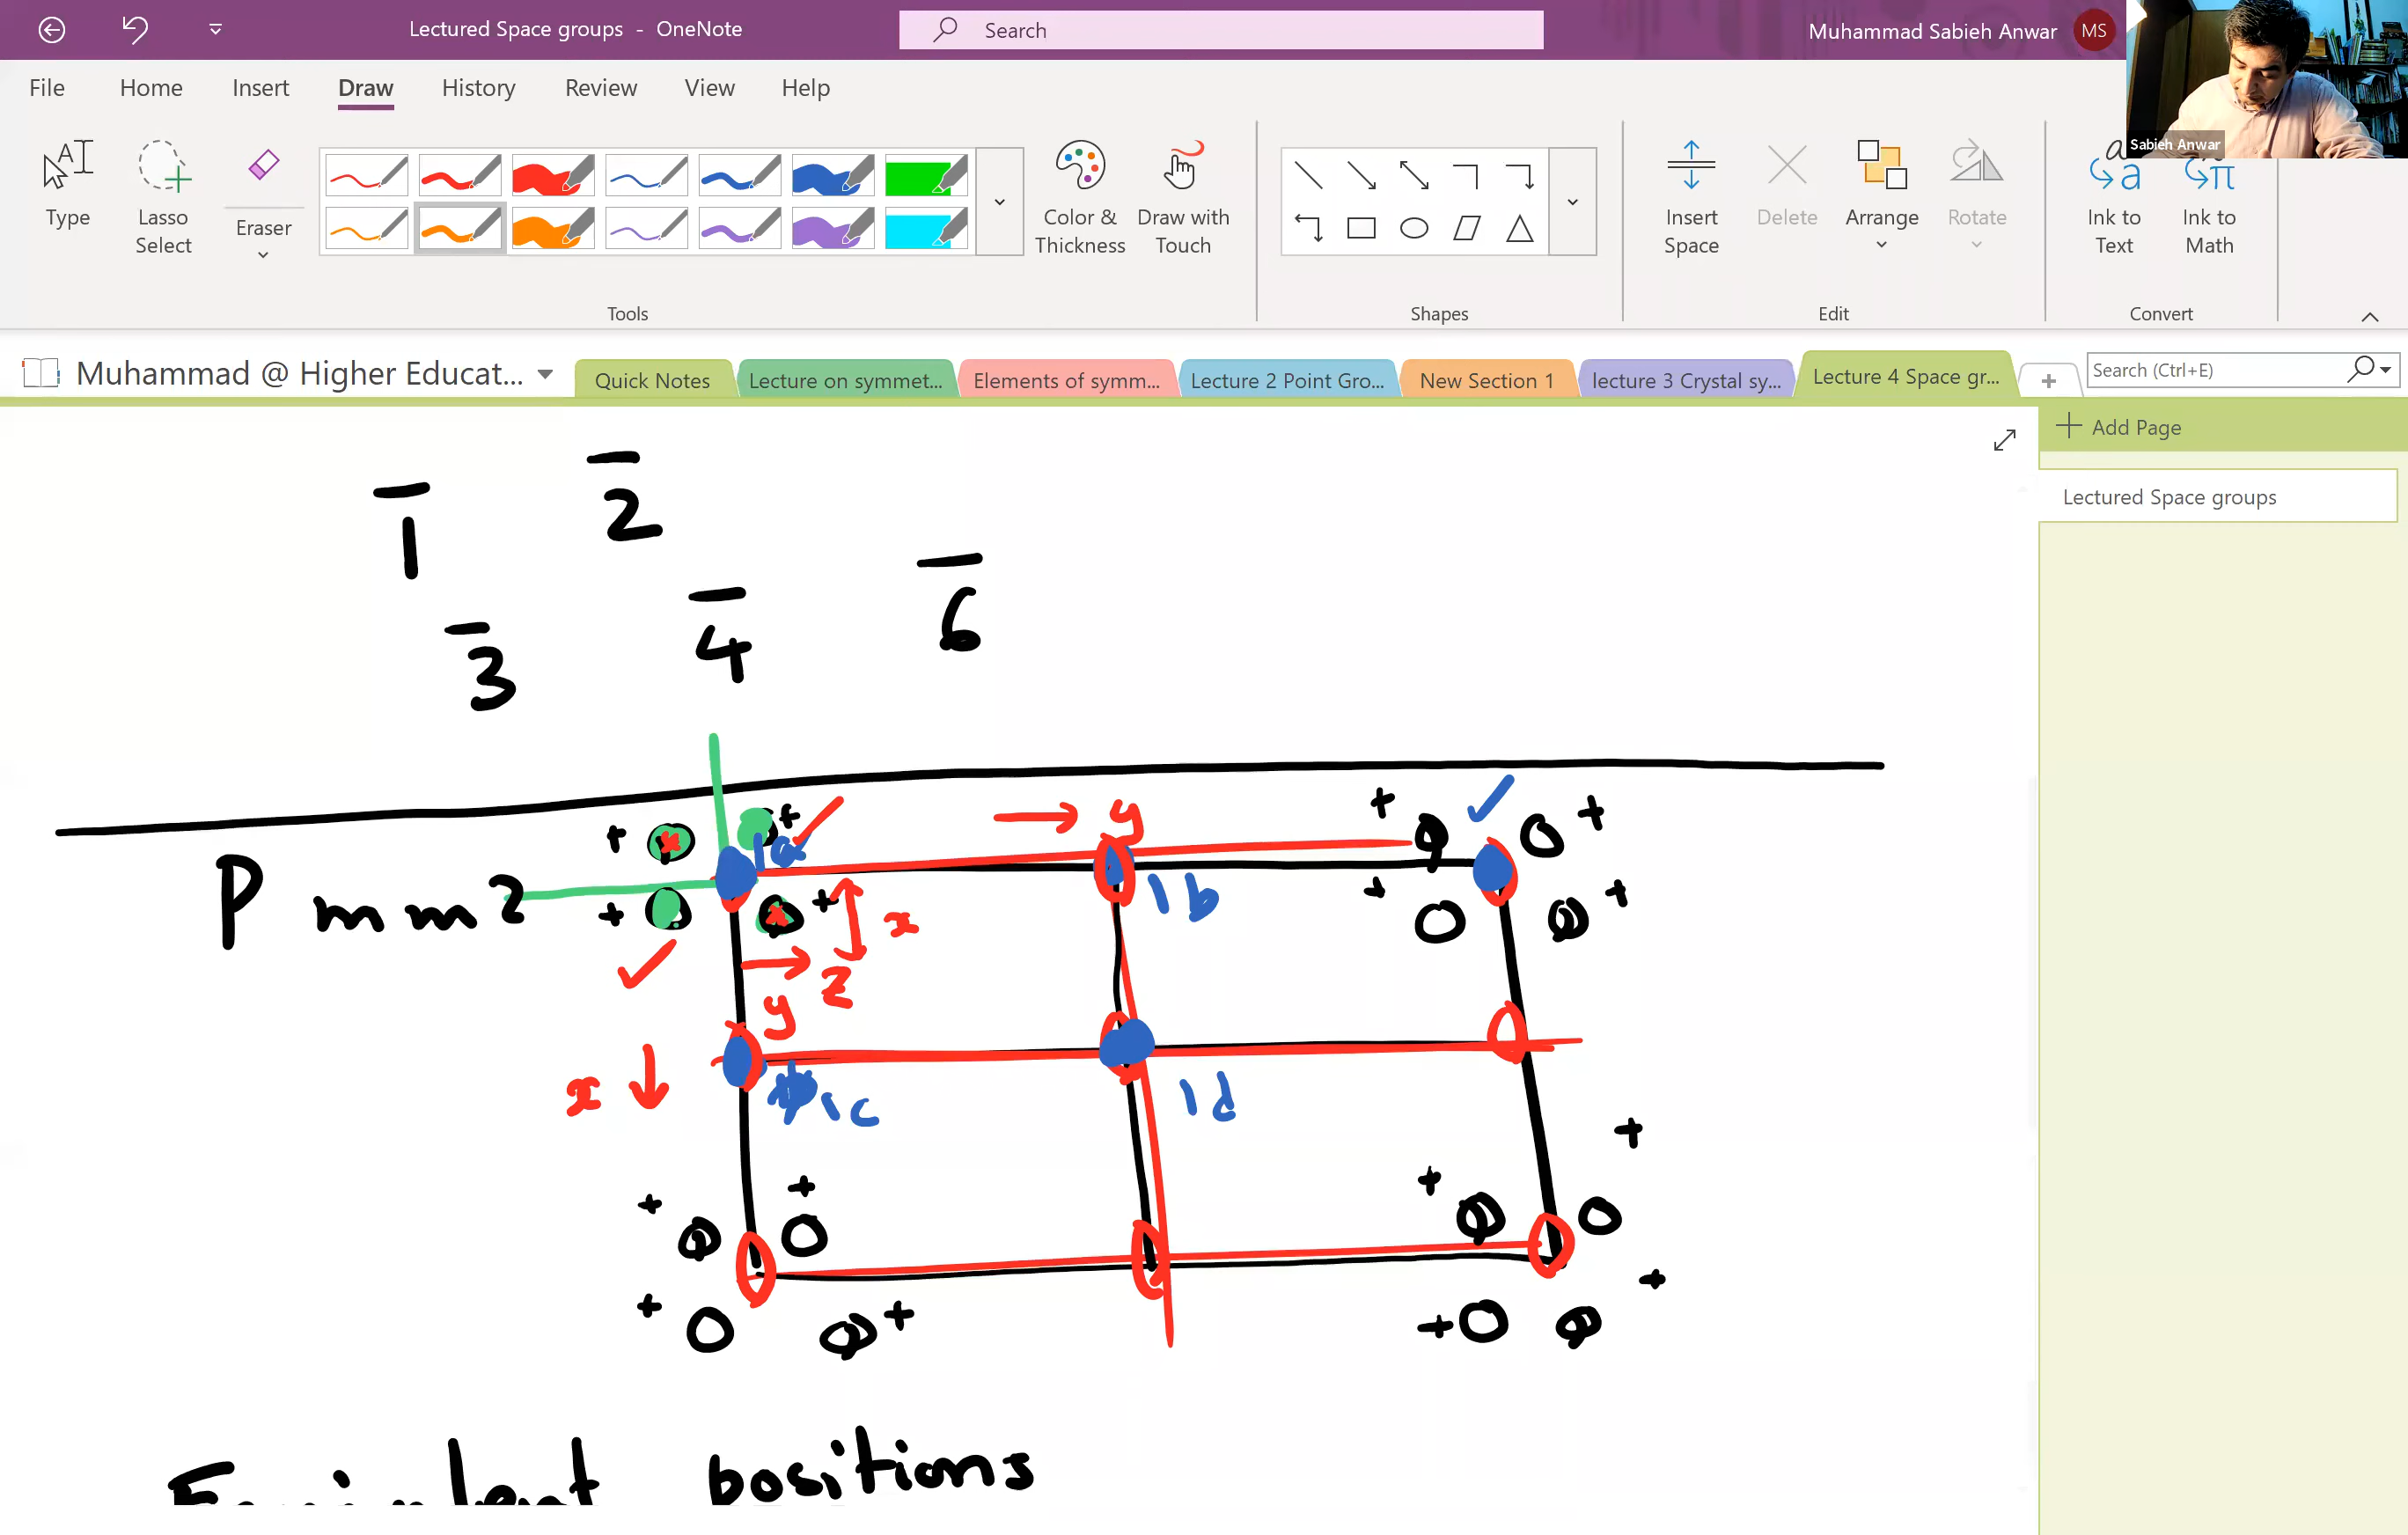 Lectured Space groups - OneNote
Search
Muhammad Sabieh Anwar MS
Sabieh Anwar
File Home Insert Draw History Review View Help
Type
Lasso Select
Eraser
Color & Thickness
Draw with Touch
Insert Space
Delete
Arrange
Rotate
Ink to Text
Ink to Math
Tools
Shapes
Edit
Convert
Muhammad @ Higher Educat...
Quick Notes
Lecture on symmet...
Elements of symm...
Lecture 2 Point Gro...
New Section 1
lecture 3 Crystal sy...
Lecture 4 Space gr...
Search (Ctrl+E)
Add Page
Lectured Space groups
1̅ 2̅
3̅ 4̅ 6̅
→ y
+ + + +
1a
P m m 2
+ + + +
x 1b
z
y
x ↓
1c 1d
+
+ + +
+ + + +
Equivalent positions